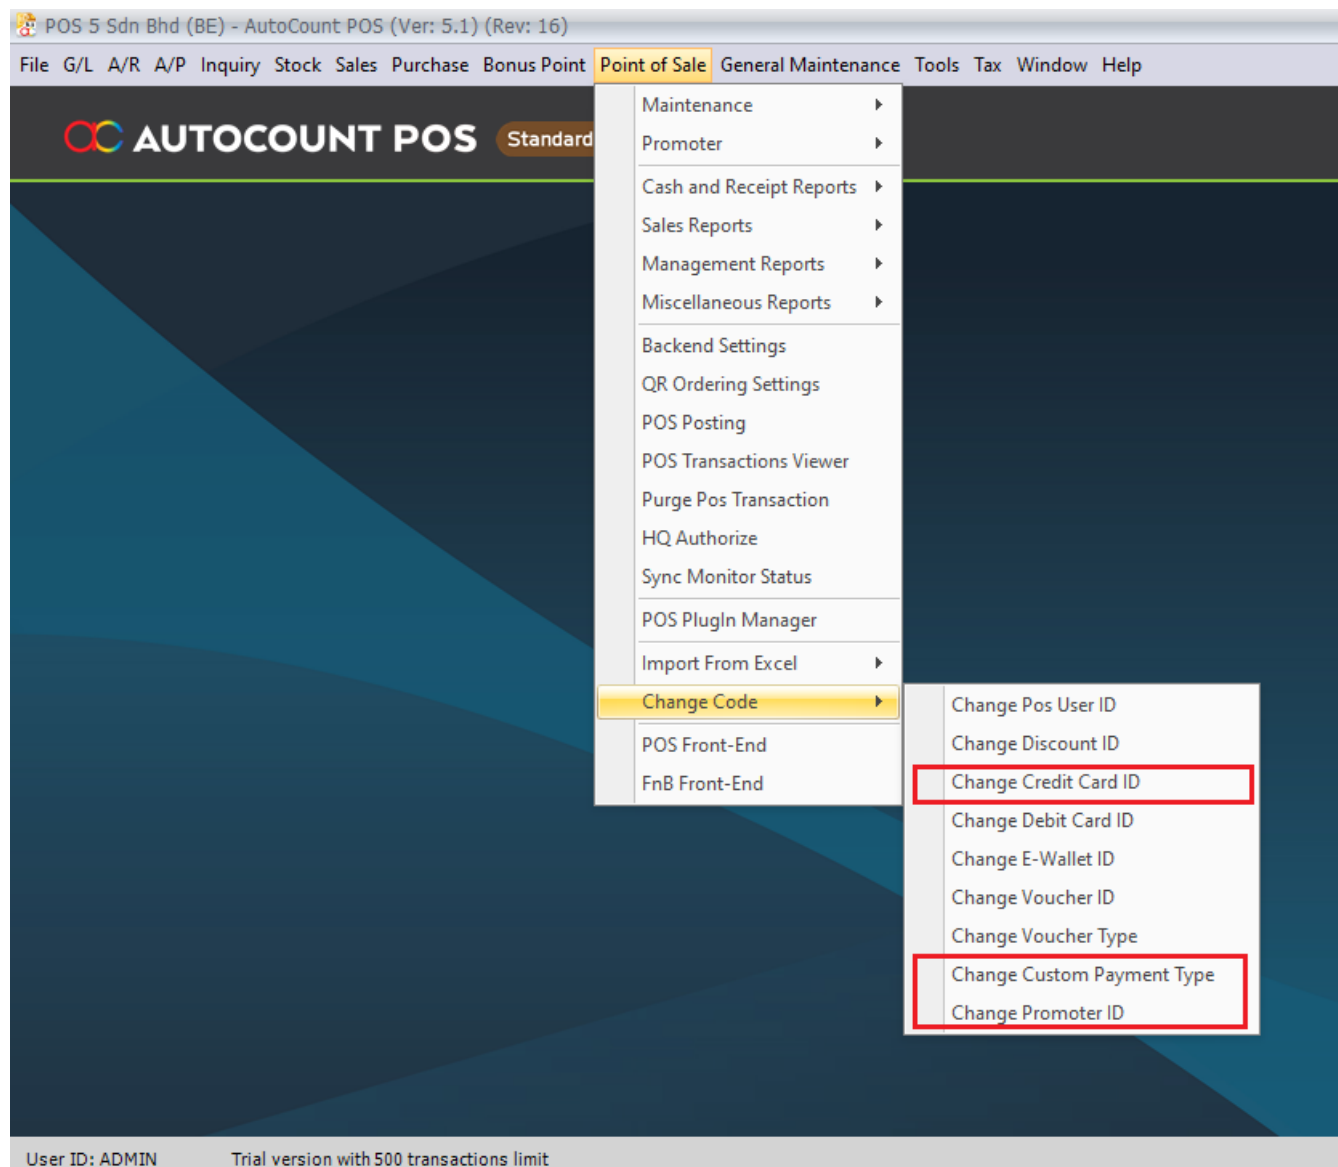 POS 5 Sdn Bhd (BE) - AutoCount POS (Ver: 5.1) (Rev: 16)
File G/L A/R A/P Inquiry Stock Sales Purchase Bonus Point Point of Sale General Maintenance Tools Tax Window Help
AUTOCOUNT POS Standard
Maintenance
Promoter
Cash and Receipt Reports
Sales Reports
Management Reports
Miscellaneous Reports
Backend Settings
QR Ordering Settings
POS Posting
POS Transactions Viewer
Purge Pos Transaction
HQ Authorize
Sync Monitor Status
POS PlugIn Manager
Import From Excel
Change Code
POS Front-End
FnB Front-End
Change Pos User ID
Change Discount ID
Change Credit Card ID
Change Debit Card ID
Change E-Wallet ID
Change Voucher ID
Change Voucher Type
Change Custom Payment Type
Change Promoter ID
User ID: ADMIN Trial version with 500 transactions limit